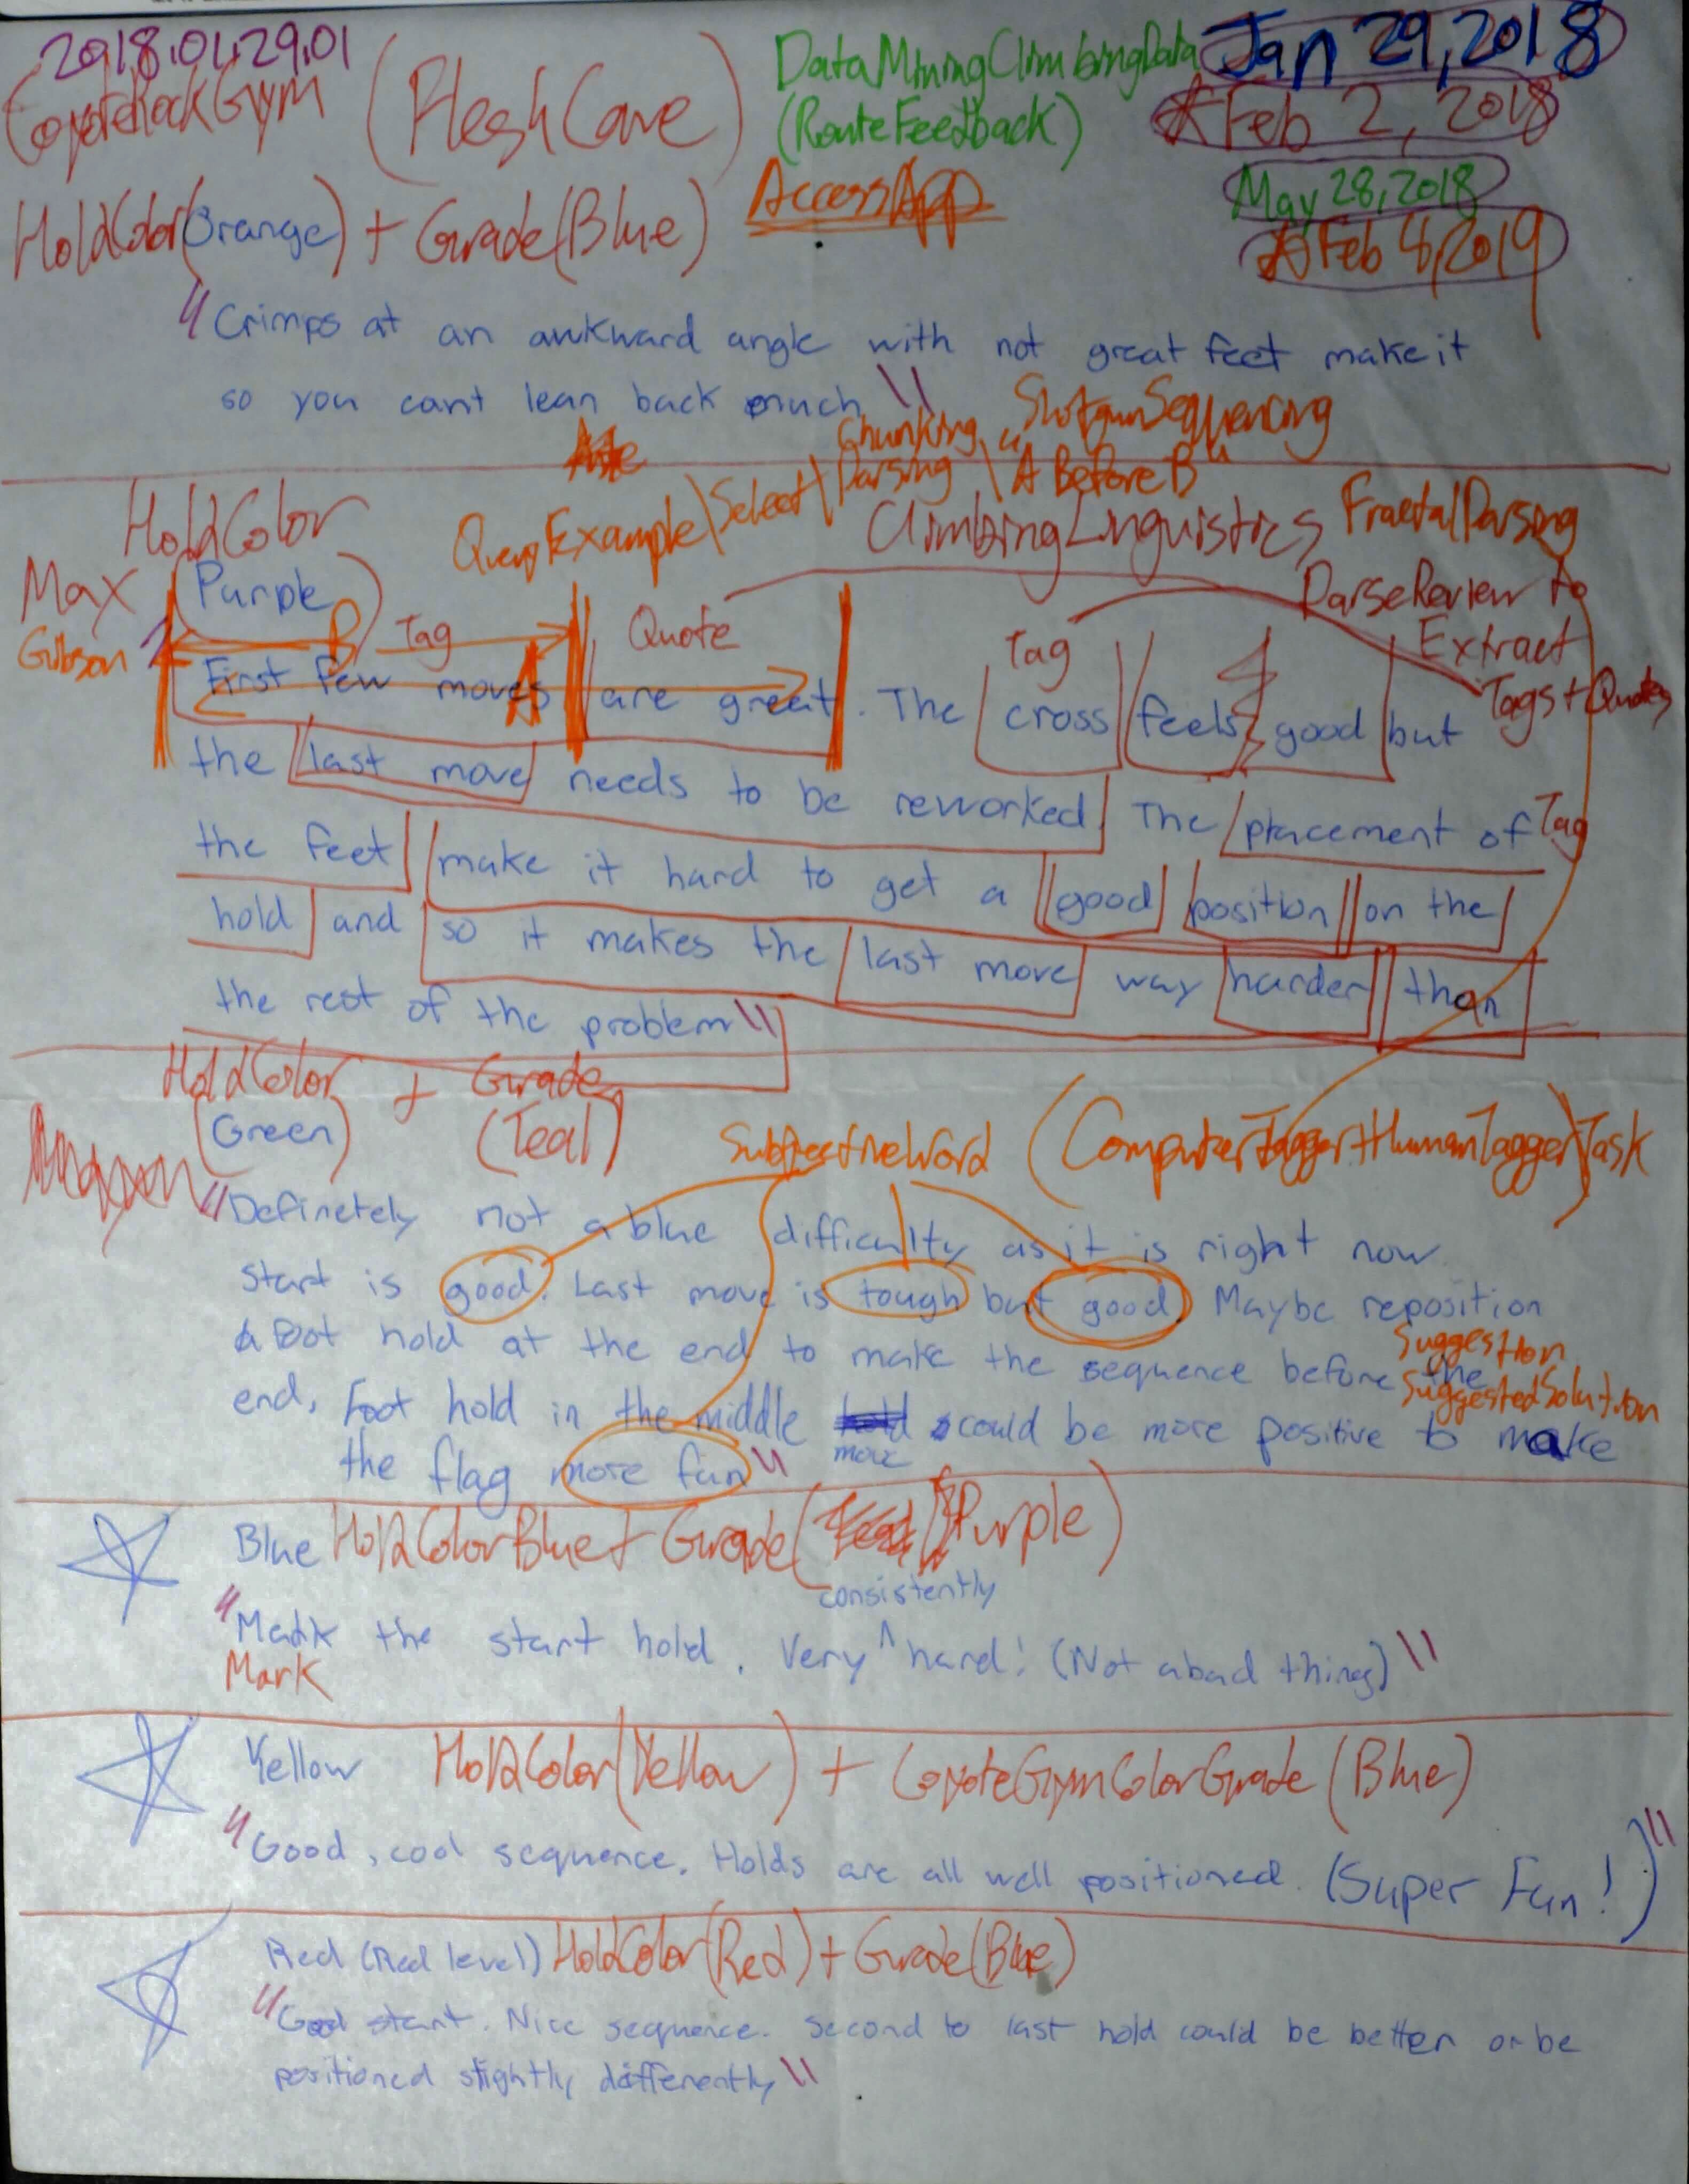 2018.01.29.01
CoyoteRockGym (FleshCave)
DataMiningClimbingData
(RouteFeedback)
Jan 29, 2018
Feb 2, 2018
May 28, 2018
Feb 8, 2019
AccessApp
HoldColor(Orange) + Grade(Blue)
"Crimps at an awkward angle with not great feet make it
so you cant lean back much"
QueryExample\Select\
Chunking
Parsing
\"A Before B"
ShotgunSequencing
ClimbingLinguistics
FractalParsing
ParseReview to
Extract
Tags + Quotes
HoldColor
(Purple)
Max
Gibson
B Tag
A
Quote
Tag
First few moves are great. The cross feels good but
the last move needs to be reworked. The placement of Tag
the feet make it hard to get a good position on the
hold and so it makes the last move way harder than
the rest of the problem"
HoldColor + Grade
(Green) (Teal)
SubjectiveWord (ComputerTagger+HumanTagger)Task
"Definetely not a blue difficulty as it is right now
Start is good. Last move is tough but good. Maybe reposition
a foot hold at the end to make the sequence before the
Suggestion
SuggestedSolution
end. Foot hold in the middle could be more positive to make
move
the flag more fun"
Blue HoldColorBlue + Grade(Purple)
consistently
"Mark the start hold. Very ^ hard! (Not a bad thing)"
Mark
Yellow HoldColor(Yellow) + CoyoteGymColorGrade(Blue)
"Good, cool sequence. Holds are all well positioned. (Super Fun!)"
Red (Red level) HoldColor(Red) + Grade(Blue)
"Good start. Nice sequence. Second to last hold could be better or be
positioned slightly differently"